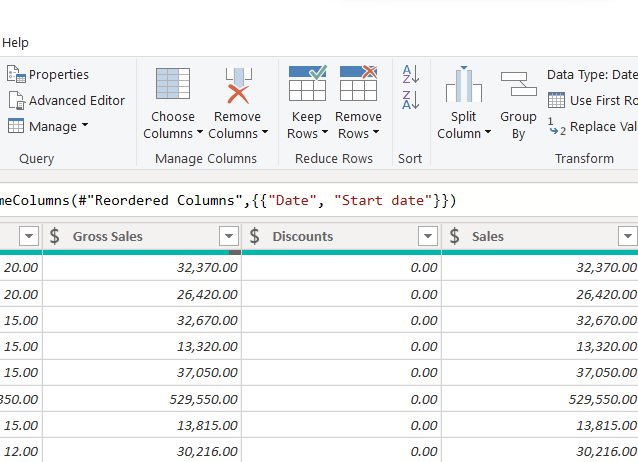 Help
Properties
Advanced Editor
Manage
Choose Columns
Remove Columns
Keep Rows
Remove Rows
A Z
Z A
Split Column
Group By
Data Type: Date
Use First Ro
1 2 Replace Val
Query
Manage Columns
Reduce Rows
Sort
Transform
meColumns(#"Reordered Columns",{{"Date", "Start date"}})
$ Gross Sales $ Discounts $ Sales
20.00 32,370.00 0.00 32,370.00
20.00 26,420.00 0.00 26,420.00
15.00 32,670.00 0.00 32,670.00
15.00 13,320.00 0.00 13,320.00
15.00 37,050.00 0.00 37,050.00
350.00 529,550.00 0.00 529,550.00
15.00 13,815.00 0.00 13,815.00
12.00 30,216.00 0.00 30,216.00